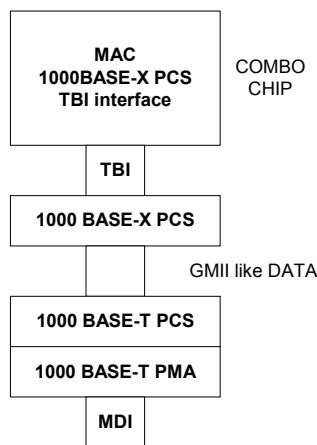 MAC
1000BASE-X PCS
TBI interface
COMBO
CHIP
TBI
1000 BASE-X PCS
GMII like DATA
1000 BASE-T PCS
1000 BASE-T PMA
MDI